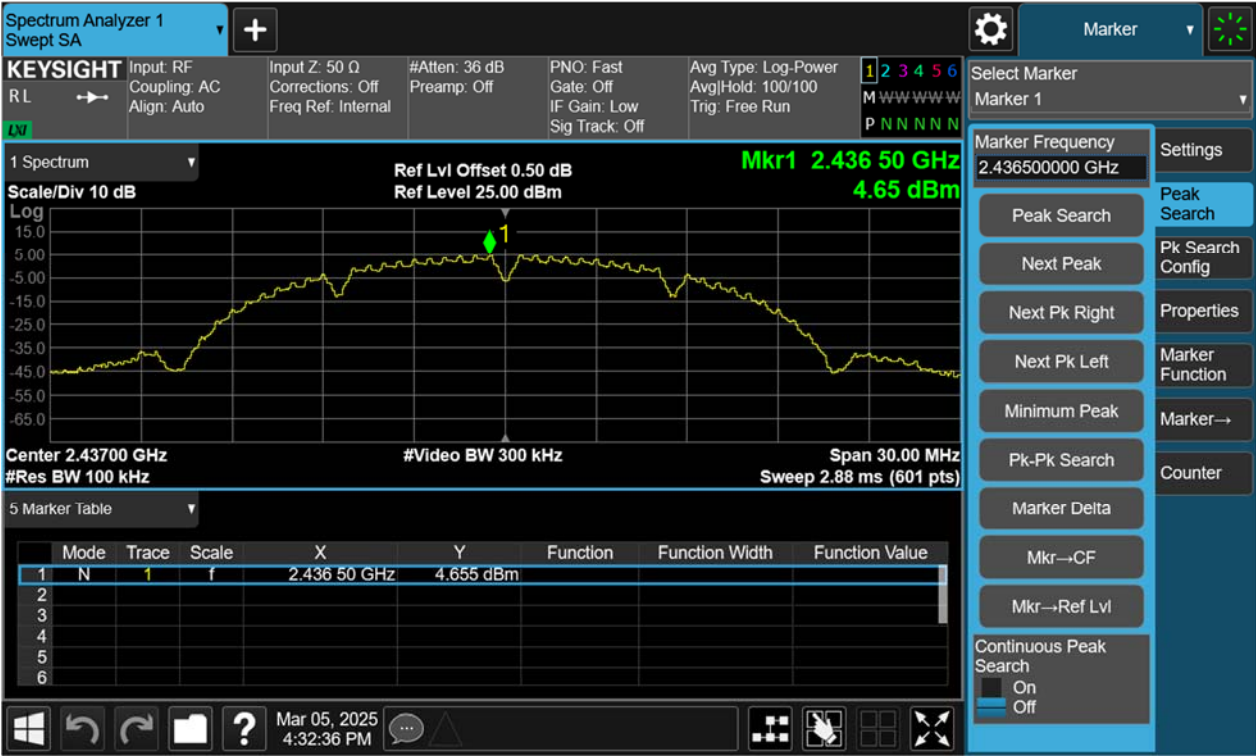 Spectrum Analyzer 1
Swept SA
+
Marker
KEYSIGHT
R L
LXI
Input: RF
Coupling: AC
Align: Auto
Input Z: 50 Ω
Corrections: Off
Freq Ref: Internal
#Atten: 36 dB
Preamp: Off
PNO: Fast
Gate: Off
IF Gain: Low
Sig Track: Off
Avg Type: Log-Power
Avg|Hold: 100/100
Trig: Free Run
1 2 3 4 5 6
M W W W W W
P N N N N N
Select Marker
Marker 1
1 Spectrum
Scale/Div 10 dB
Ref Lvl Offset 0.50 dB
Ref Level 25.00 dBm
Mkr1 2.436 50 GHz
4.65 dBm
Log
15.0
5.00
-5.00
-15.0
-25.0
-35.0
-45.0
-55.0
-65.0
1
Center 2.43700 GHz
#Res BW 100 kHz
#Video BW 300 kHz
Span 30.00 MHz
Sweep 2.88 ms (601 pts)
5 Marker Table
Mode Trace Scale X Y Function Function Width Function Value
1 N 1 f 2.436 50 GHz 4.655 dBm
2
3
4
5
6
Marker Frequency
2.436500000 GHz
Peak Search
Next Peak
Next Pk Right
Next Pk Left
Minimum Peak
Pk-Pk Search
Marker Delta
Mkr→CF
Mkr→Ref Lvl
Continuous Peak
Search
On
Off
Settings
Peak
Search
Pk Search
Config
Properties
Marker
Function
Marker→
Counter
?
Mar 05, 2025
4:32:36 PM